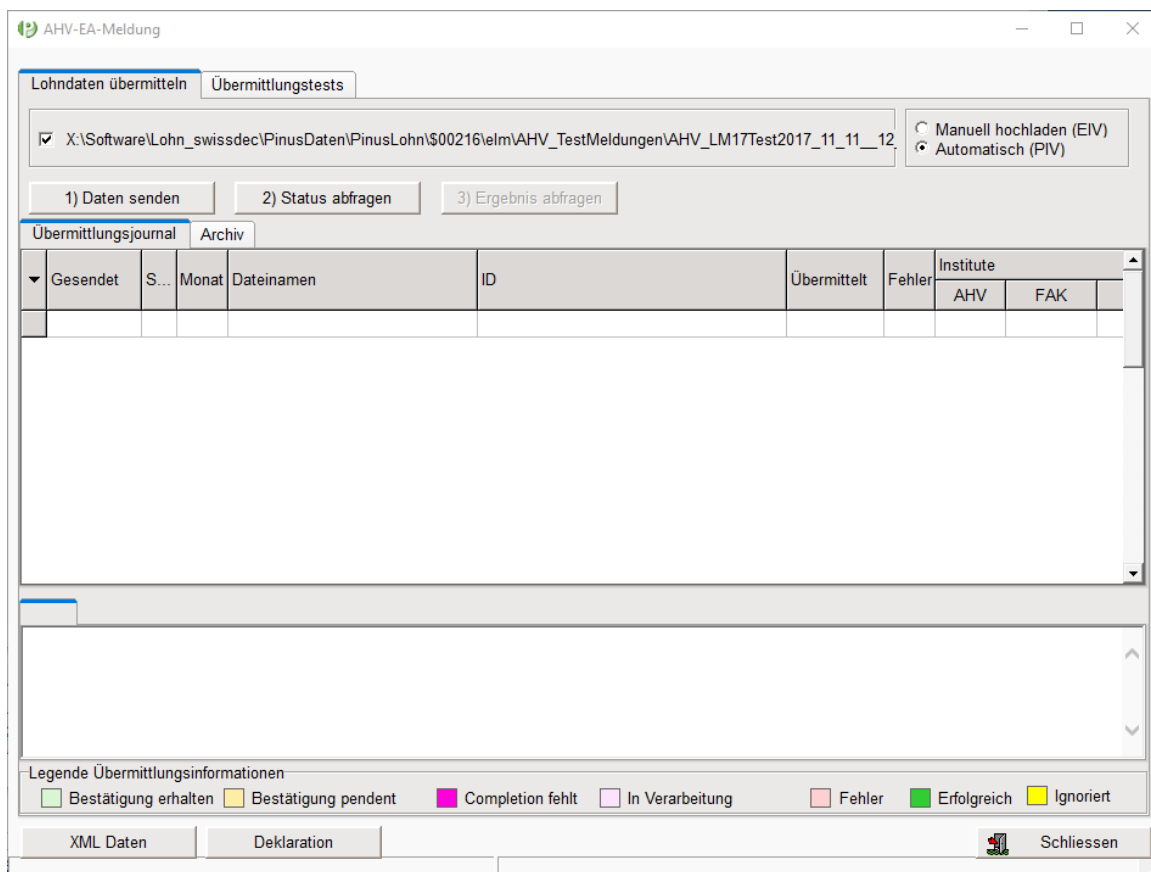 AHV-EA-Meldung
Lohndaten übermitteln Übermittlungstests
X:\Software\Lohn_swissdec\PinusDaten\PinusLohn\$00216\elm\AHV_TestMeldungen\AHV_LM17Test2017_11_11__12_
Manuell hochladen (EIV)
Automatisch (PIV)
1) Daten senden 2) Status abfragen 3) Ergebnis abfragen
Übermittlungsjournal Archiv
Gesendet S... Monat Dateinamen ID Übermittelt Fehler Institute
AHV FAK
Legende Übermittlungsinformationen
Bestätigung erhalten Bestätigung pendent Completion fehlt In Verarbeitung Fehler Erfolgreich Ignoriert
XML Daten Deklaration Schliessen